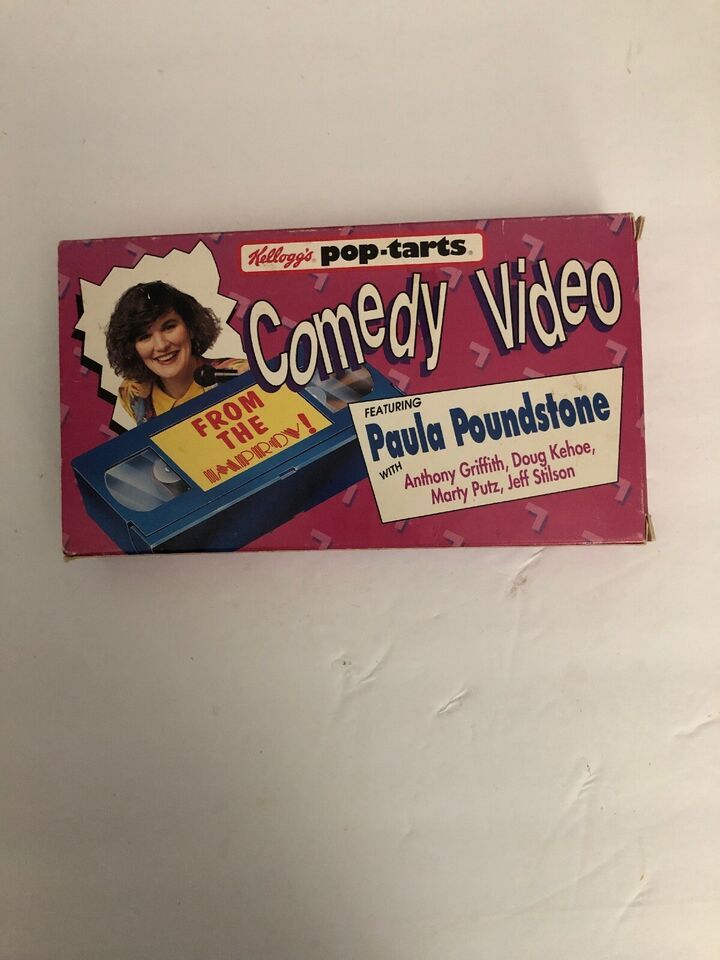 Kellogg's pop-tarts
Comedy Video
FROM
THE
IMPROV!
FEATURING
Paula Poundstone
WITH Anthony Griffith, Doug Kehoe,
Marty Putz, Jeff Stilson